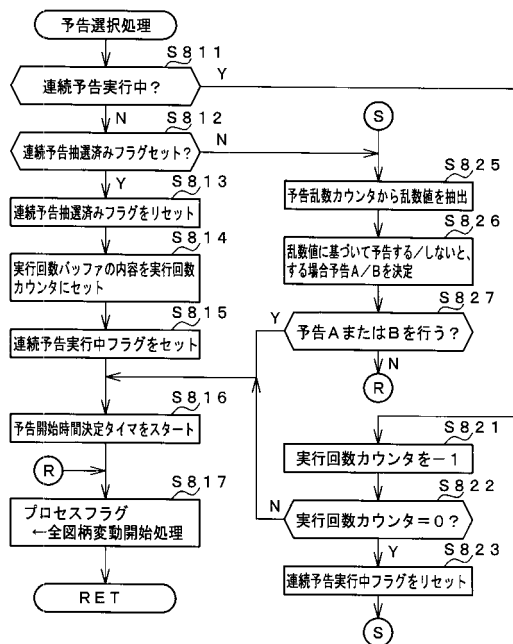 予告選択処理
S811
連続予告実行中？
Y
N
S812
連続予告抽選済みフラグセット？
N
Y
S813
連続予告抽選済みフラグをリセット
S814
実行回数バッファの内容を実行回数
カウンタにセット
S815
連続予告実行中フラグをセット
S816
予告開始時間決定タイマをスタート
R
S817
プロセスフラグ
←全図柄変動開始処理
RET
S
S825
予告乱数カウンタから乱数値を抽出
S826
乱数値に基づいて予告する／しないと、
する場合予告A／Bを決定
S827
予告AまたはBを行う？
Y
N
R
S821
実行回数カウンタを－1
S822
実行回数カウンタ＝0？
N
Y
S823
連続予告実行中フラグをリセット
S